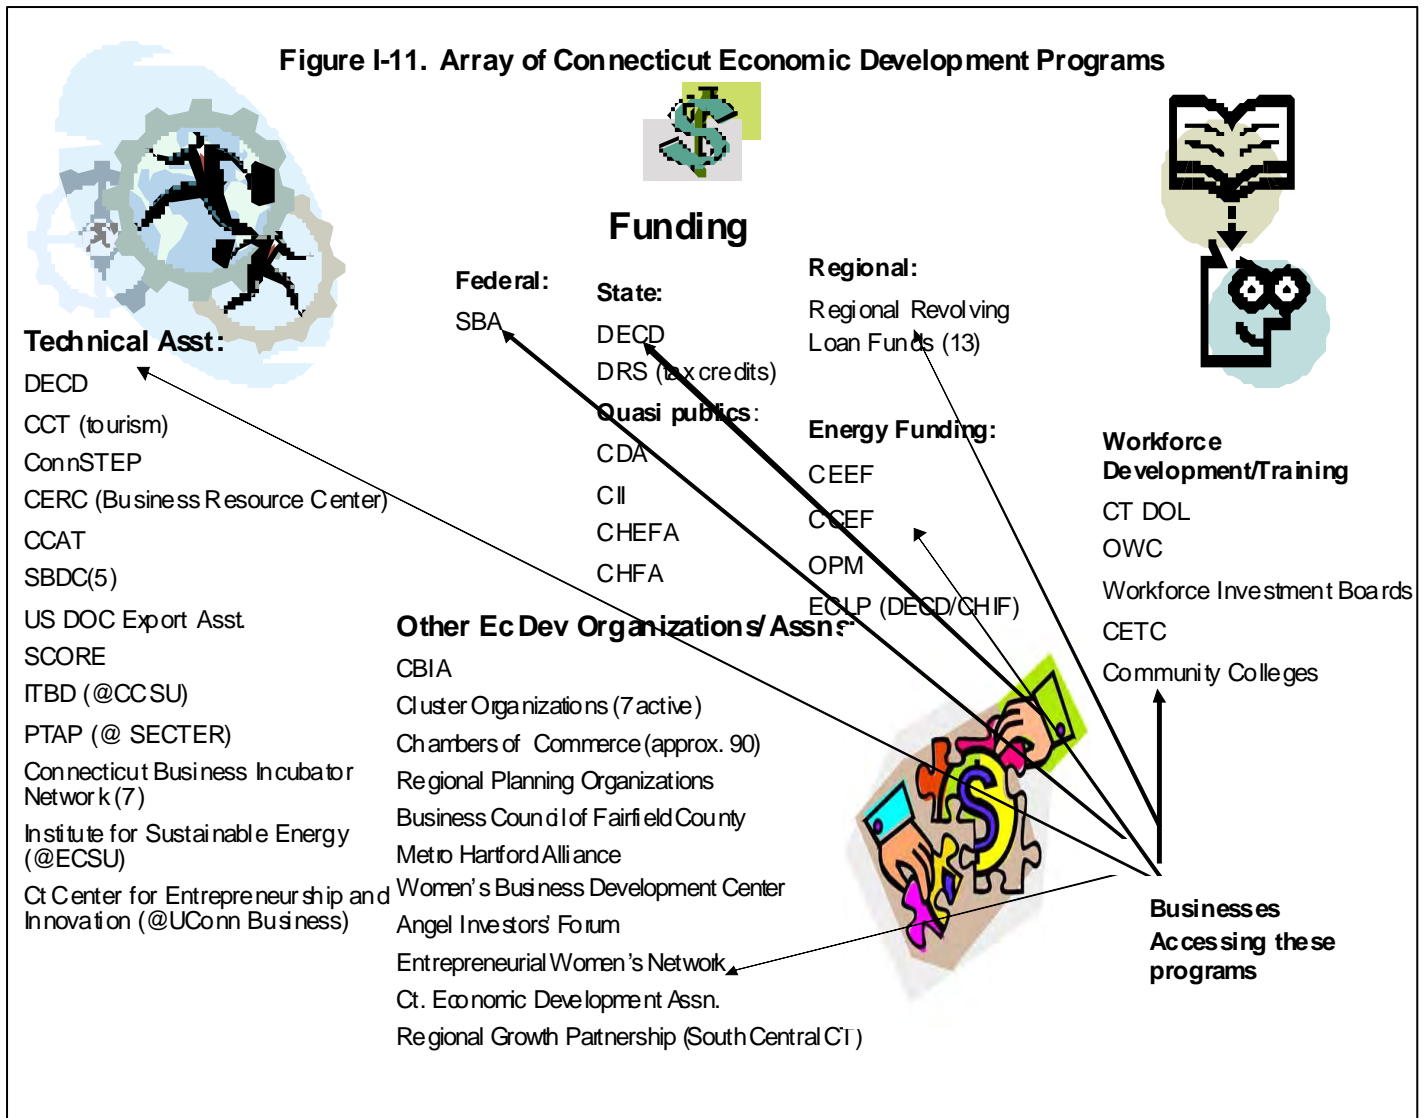 Figure I-11. Array of Connecticut Economic Development Programs
Funding
Technical Asst:
DECD
CCT (tourism)
ConnSTEP
CERC (Business Resource Center)
CCAT
SBDC(5)
US DOC Export Asst.
SCORE
ITBD (@CCSU)
PTAP (@ SECTER)
Connecticut Business Incubator
Network (7)
Institute for Sustainable Energy
(@ECSU)
Ct Center for Entrepreneurship and
Innovation (@UConn Business)
Federal:
SBA
State:
DECD
DRS (tax credits)
Quasi publics:
CDA
CII
CHEFA
CHFA
Regional:
Regional Revolving
Loan Funds (13)
Energy Funding:
CEEF
CCEF
OPM
ECLP (DECD/CHIF)
Other Ec Dev Organizations/Assns:
CBIA
Cluster Organizations (7 active)
Chambers of Commerce (approx. 90)
Regional Planning Organizations
Business Council of Fairfield County
Metro Hartford Alliance
Women's Business Development Center
Angel Investors' Forum
Entrepreneurial Women's Network
Ct. Economic Development Assn.
Regional Growth Partnership (South Central CT)
Workforce
Development/Training
CT DOL
OWC
Workforce Investment Boards
CETC
Community Colleges
Businesses
Accessing these
programs